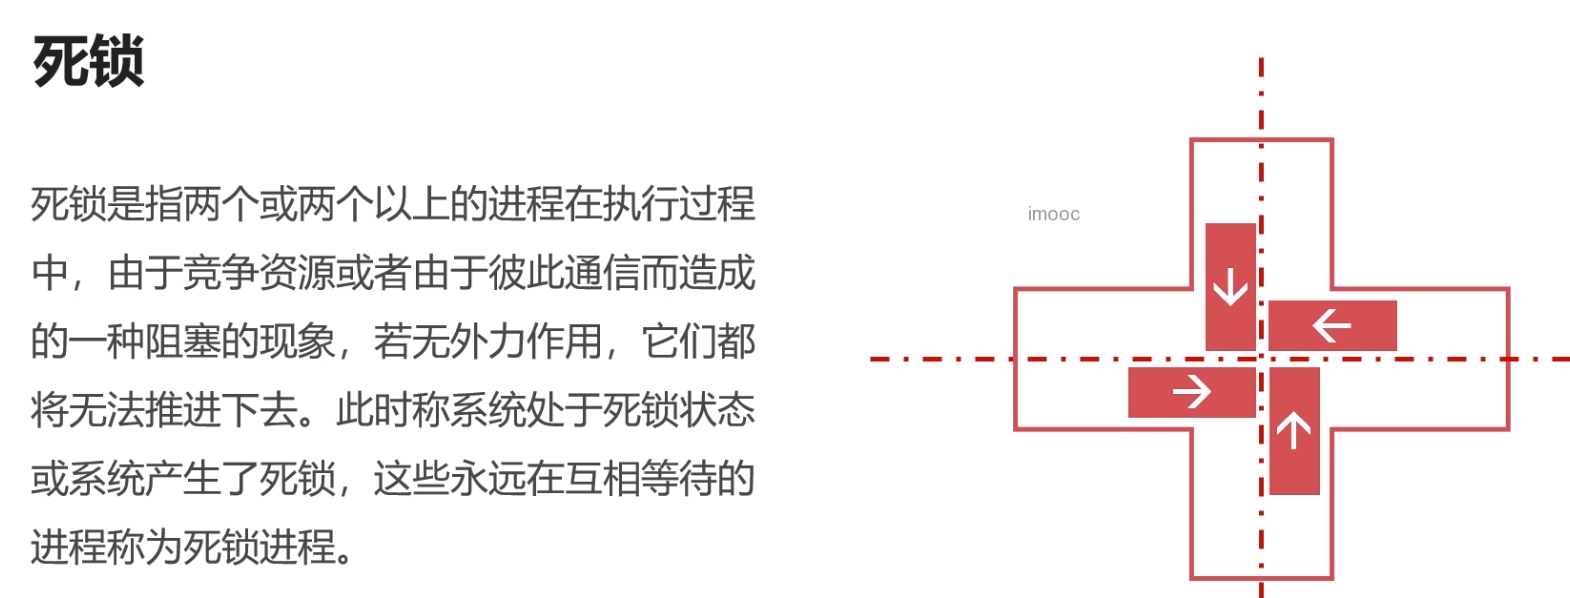 死锁
死锁是指两个或两个以上的进程在执行过程
中，由于竞争资源或者由于彼此通信而造成
的一种阻塞的现象，若无外力作用，它们都
将无法推进下去。此时称系统处于死锁状态
或系统产生了死锁，这些永远在互相等待的
进程称为死锁进程。
imooc